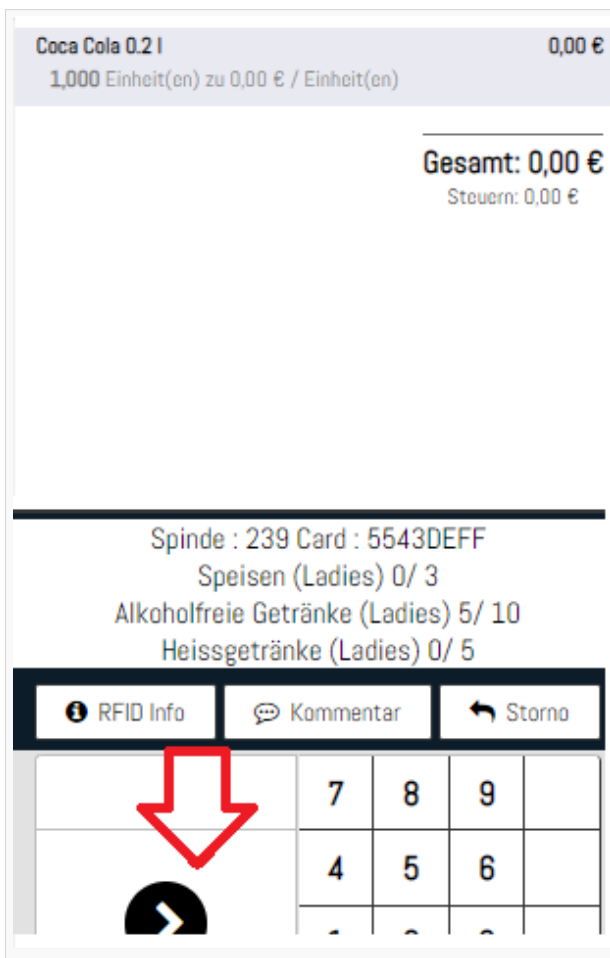 Coca Cola 0.2 l 0,00 €
1,000 Einheit(en) zu 0,00 € / Einheit(en)
Gesamt: 0,00 €
Steuern: 0,00 €
Spinde : 239 Card : 5543DEFF
Speisen (Ladies) 0/ 3
Alkoholfreie Getränke (Ladies) 5/ 10
Heissgetränke (Ladies) 0/ 5
RFID Info Kommentar Storno
7 8 9
4 5 6